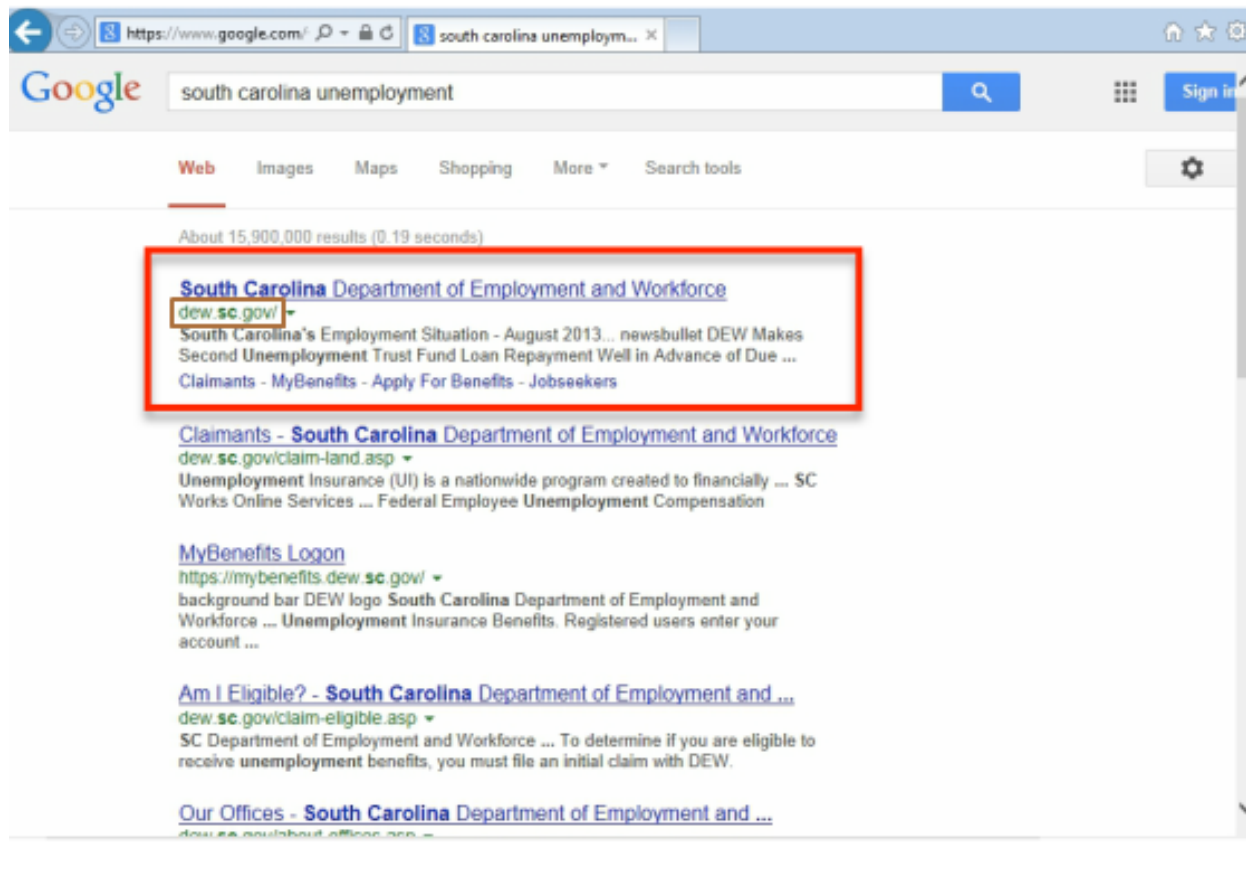 https://www.google.com/
south carolina unemploym...
Google
south carolina unemployment
Sign in
Web Images Maps Shopping More Search tools
About 15,900,000 results (0.19 seconds)
South Carolina Department of Employment and Workforce
dew.sc.gov/
South Carolina's Employment Situation - August 2013... newsbullet DEW Makes
Second Unemployment Trust Fund Loan Repayment Well in Advance of Due ...
Claimants - MyBenefits - Apply For Benefits - Jobseekers
Claimants - South Carolina Department of Employment and Workforce
dew.sc.gov/claim-land.asp
Unemployment Insurance (UI) is a nationwide program created to financially ... SC
Works Online Services ... Federal Employee Unemployment Compensation
MyBenefits Logon
https://mybenefits.dew.sc.gov/
background bar DEW logo South Carolina Department of Employment and
Workforce ... Unemployment Insurance Benefits. Registered users enter your
account ...
Am I Eligible? - South Carolina Department of Employment and ...
dew.sc.gov/claim-eligible.asp
SC Department of Employment and Workforce ... To determine if you are eligible to
receive unemployment benefits, you must file an initial claim with DEW.
Our Offices - South Carolina Department of Employment and ...
dew.sc.gov/about-offices.asp